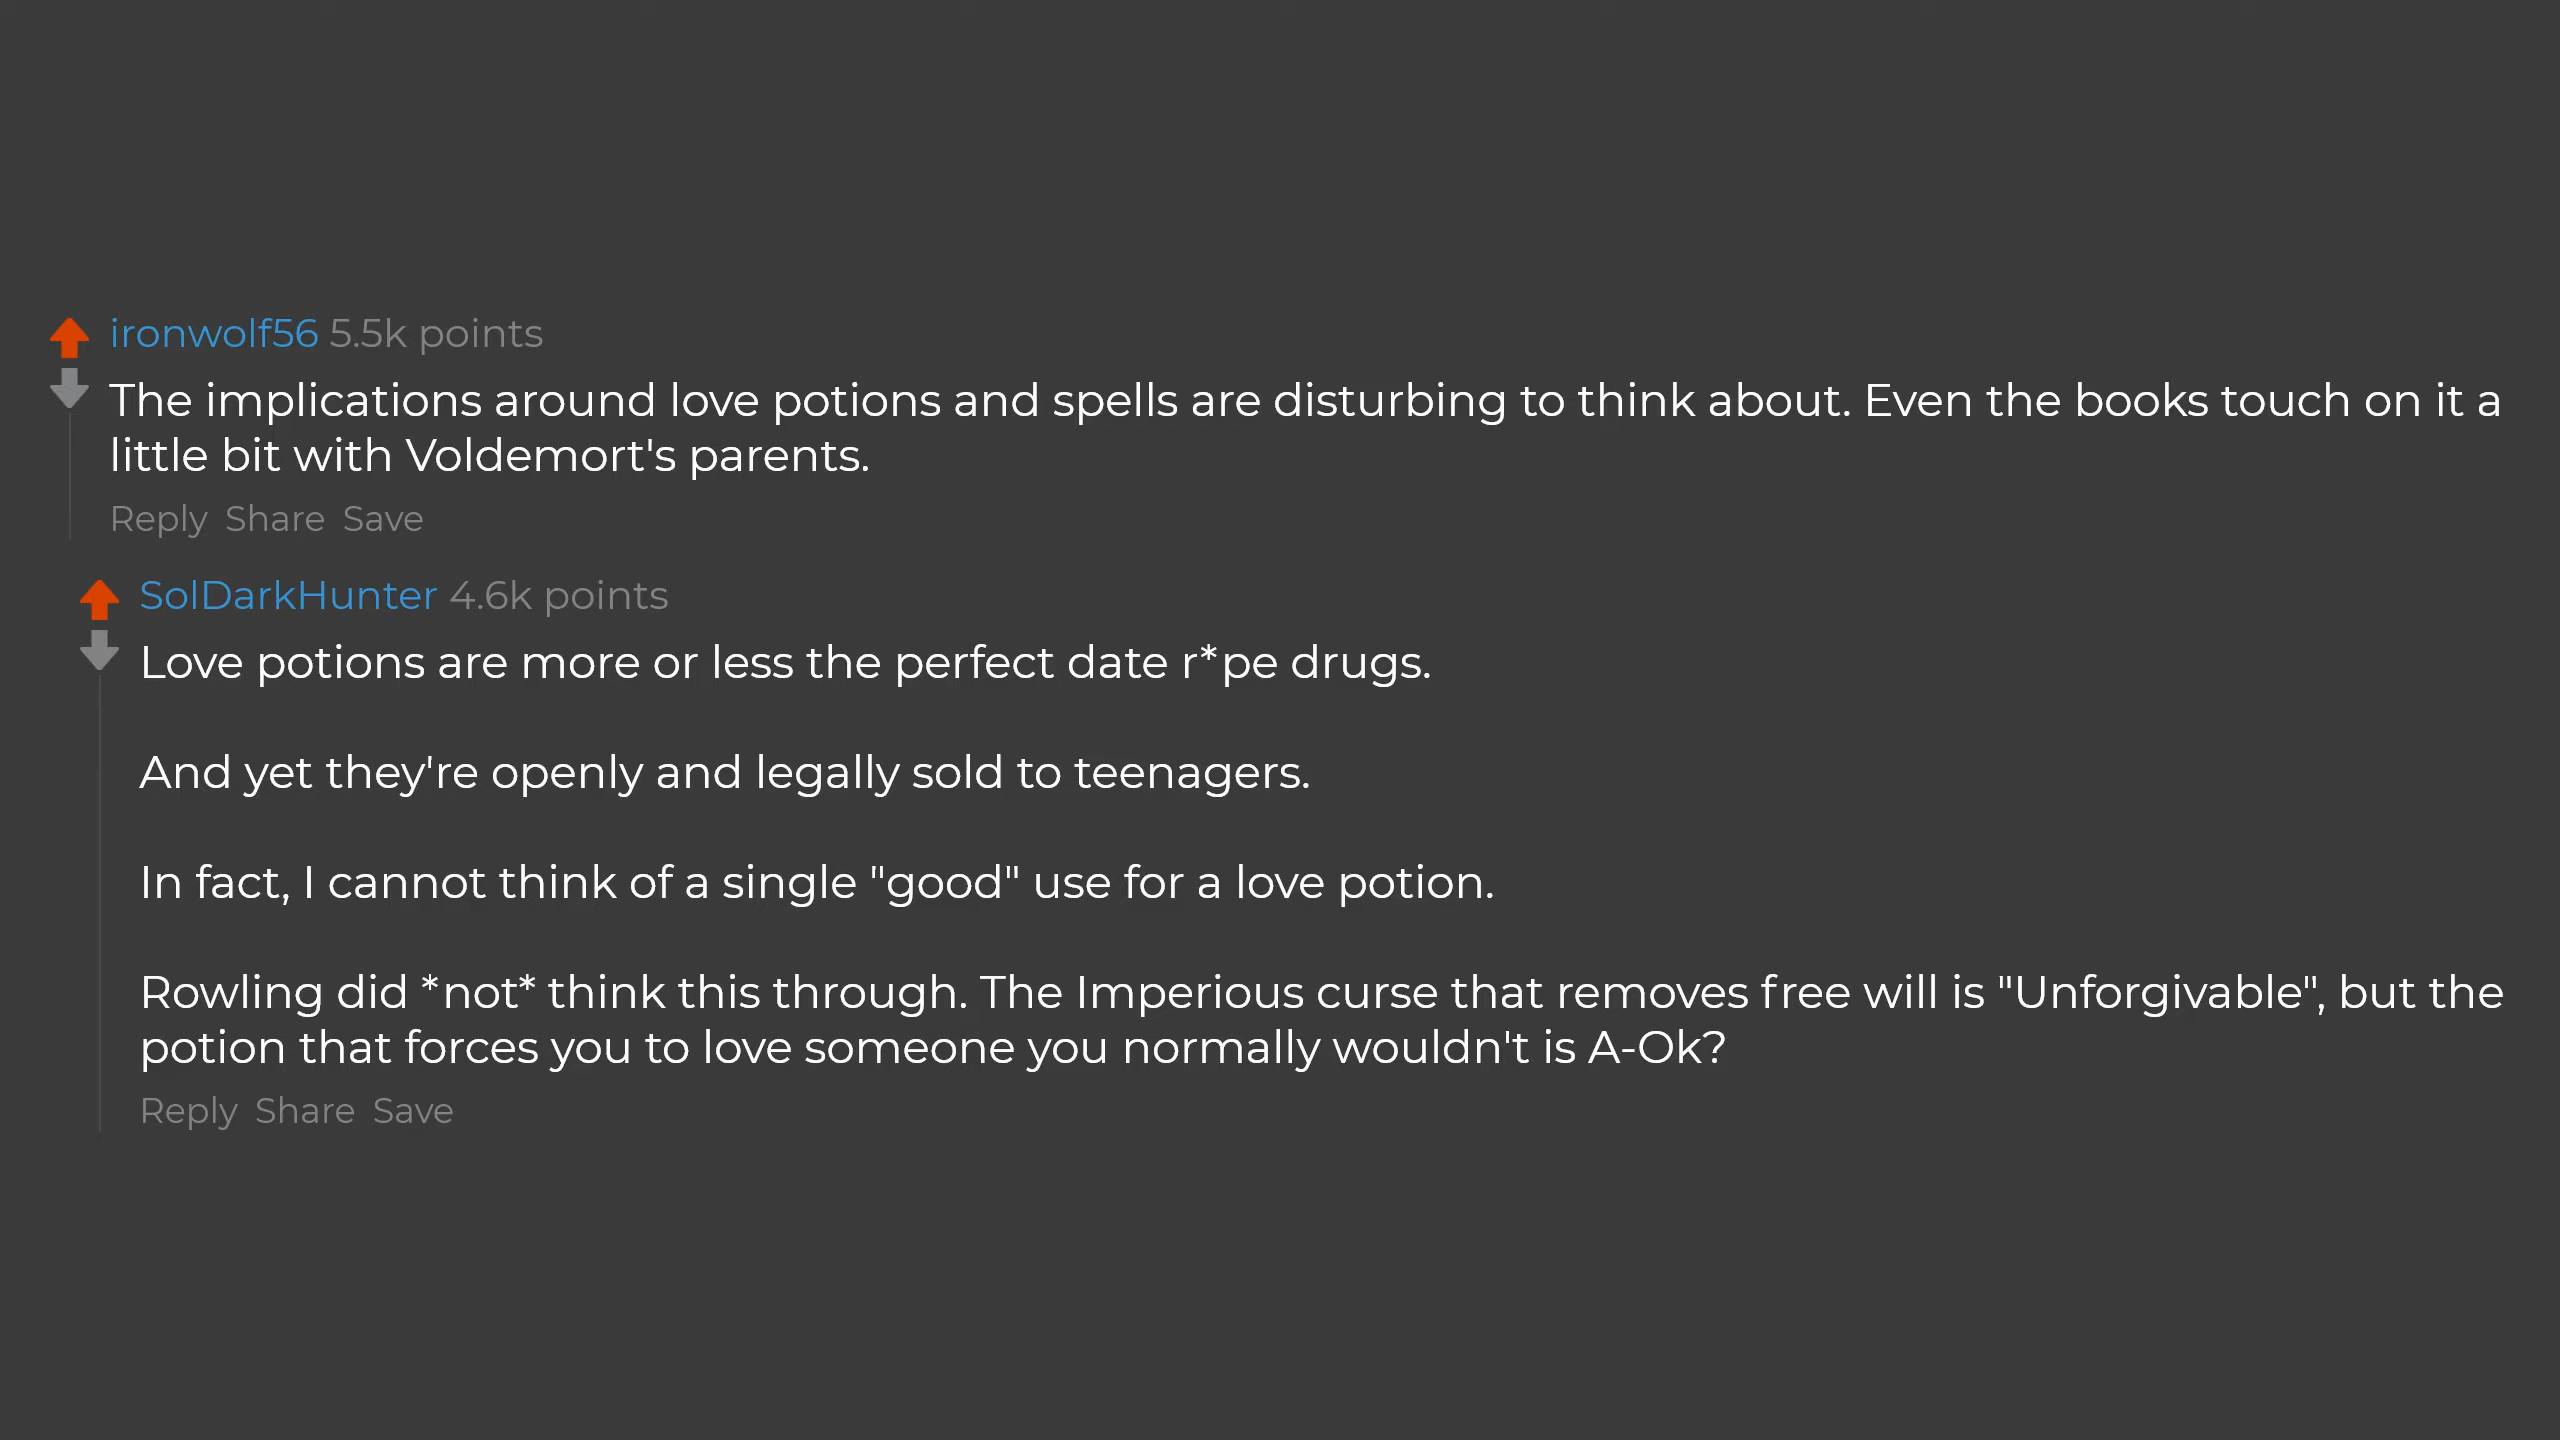 ironwolf56 5.5k points
The implications around love potions and spells are disturbing to think about. Even the books touch on it a
little bit with Voldemort's parents.
Reply Share Save
SolDarkHunter 4.6k points
Love potions are more or less the perfect date r*pe drugs.
And yet they're openly and legally sold to teenagers.
In fact, I cannot think of a single "good" use for a love potion.
Rowling did *not* think this through. The Imperious curse that removes free will is "Unforgivable", but the
potion that forces you to love someone you normally wouldn't is A-Ok?
Reply Share Save